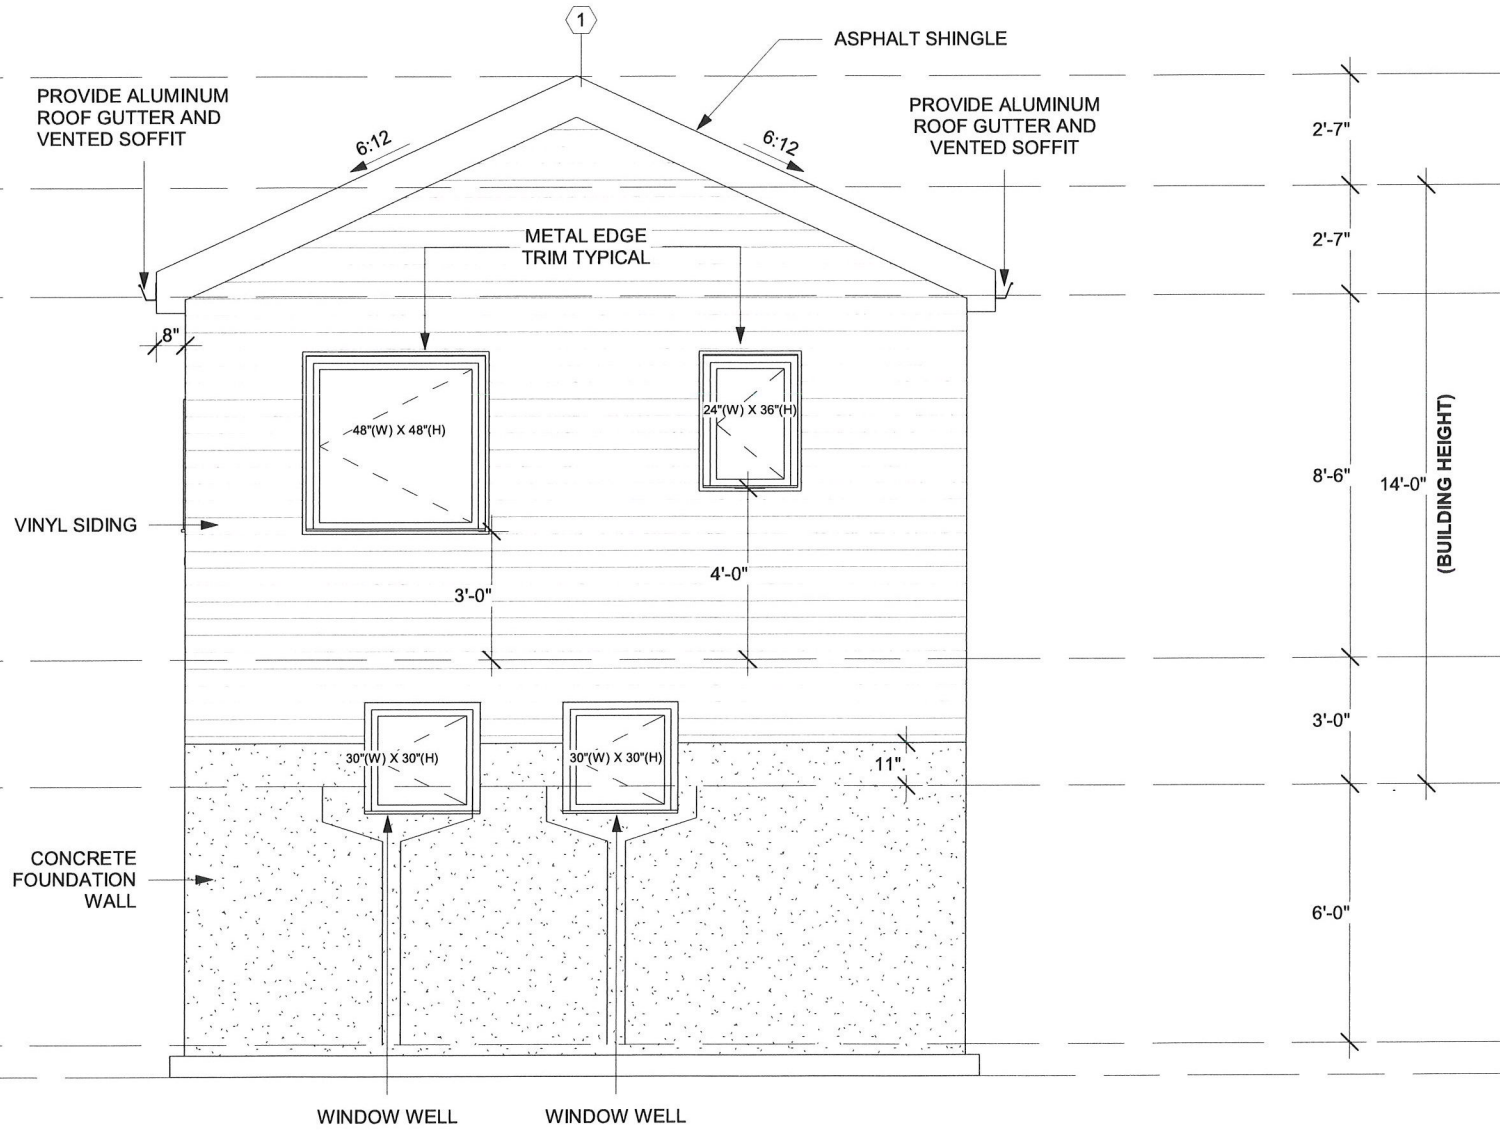 1
ASPHALT SHINGLE
PROVIDE ALUMINUM
ROOF GUTTER AND
VENTED SOFFIT
6:12
6:12
PROVIDE ALUMINUM
ROOF GUTTER AND
VENTED SOFFIT
2'-7"
METAL EDGE
TRIM TYPICAL
2'-7"
8"
48"(W) X 48"(H)
24"(W) X 36"(H)
VINYL SIDING
8'-6"
14'-0"
(BUILDING HEIGHT)
3'-0"
4'-0"
30"(W) X 30"(H)
30"(W) X 30"(H)
11"
3'-0"
CONCRETE
FOUNDATION
WALL
6'-0"
WINDOW WELL
WINDOW WELL